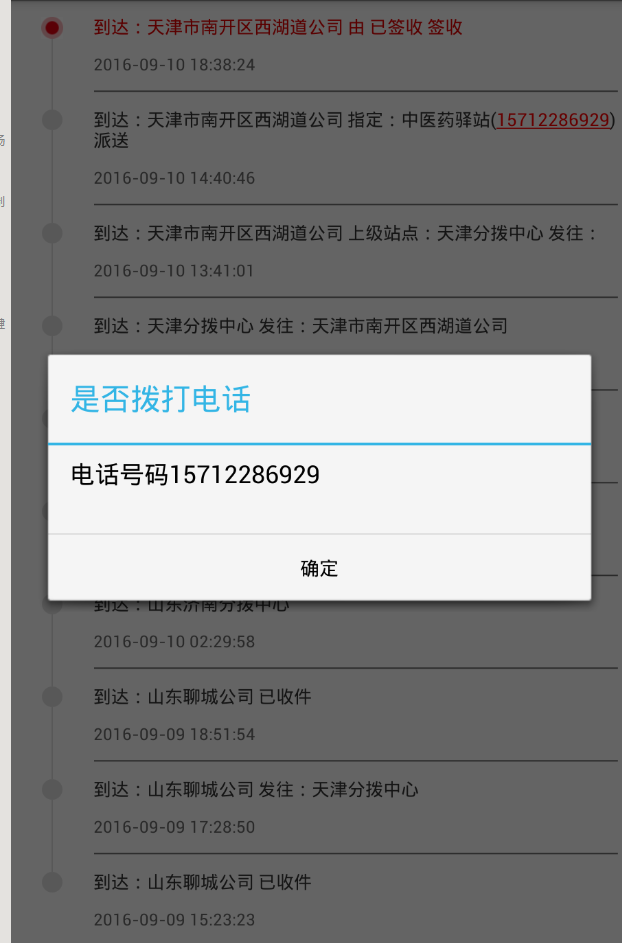 到达：天津市南开区西湖道公司 由 已签收 签收
2016-09-10 18:38:24
到达：天津市南开区西湖道公司 指定：中医药驿站(15712286929)
派送
2016-09-10 14:40:46
到达：天津市南开区西湖道公司 上级站点：天津分拨中心 发往：
2016-09-10 13:41:01
到达：天津分拨中心 发往：天津市南开区西湖道公司
是否拨打电话
电话号码15712286929
确定
到达：山东济南分拨中心
2016-09-10 02:29:58
到达：山东聊城公司 已收件
2016-09-09 18:51:54
到达：山东聊城公司 发往：天津分拨中心
2016-09-09 17:28:50
到达：山东聊城公司 已收件
2016-09-09 15:23:23